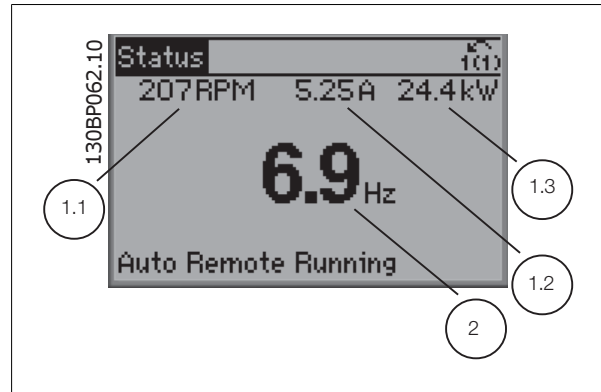 130BP062.10
Status
1(1)
207RPM 5.25A 24.4kW
6.9Hz
Auto Remote Running
1.1
1.3
1.2
2